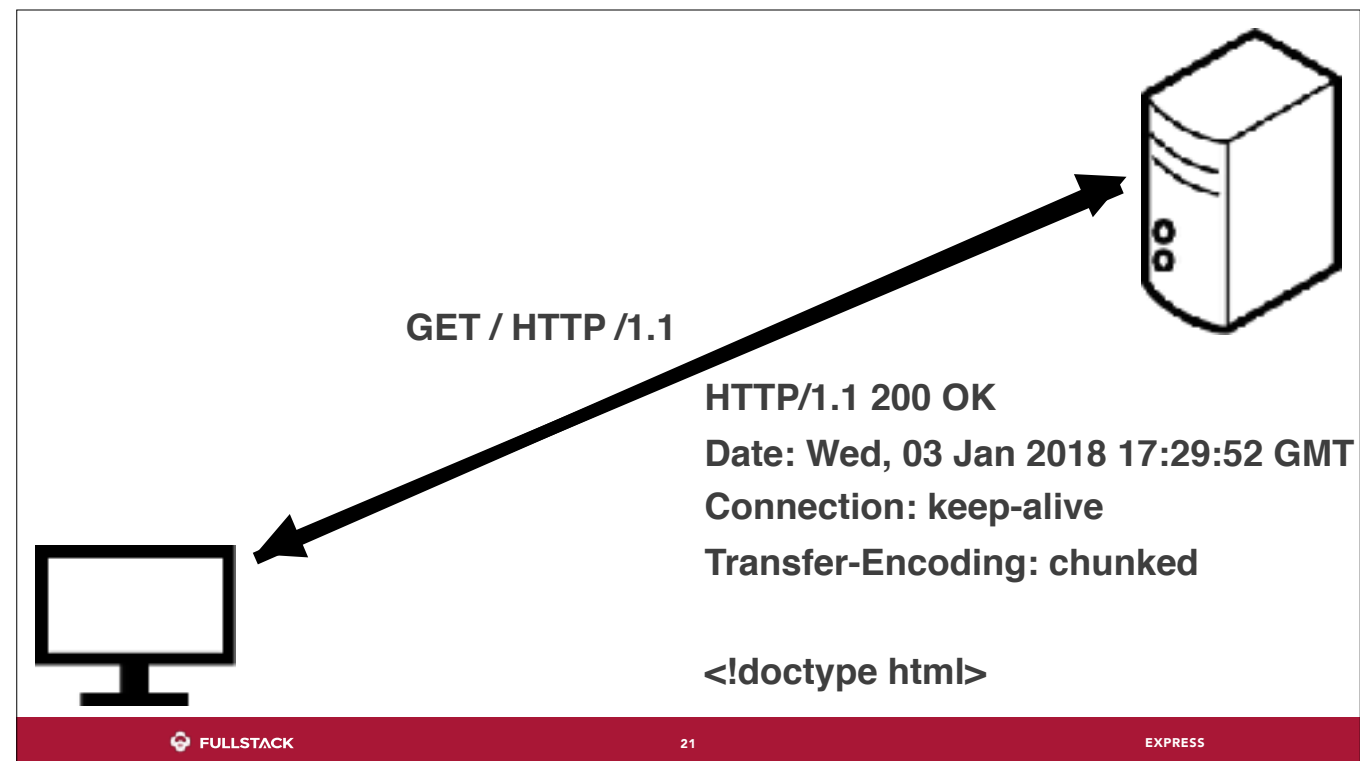 GET / HTTP /1.1
HTTP/1.1 200 OK
Date: Wed, 03 Jan 2018 17:29:52 GMT
Connection: keep-alive
Transfer-Encoding: chunked
<!doctype html>
FULLSTACK
21
EXPRESS